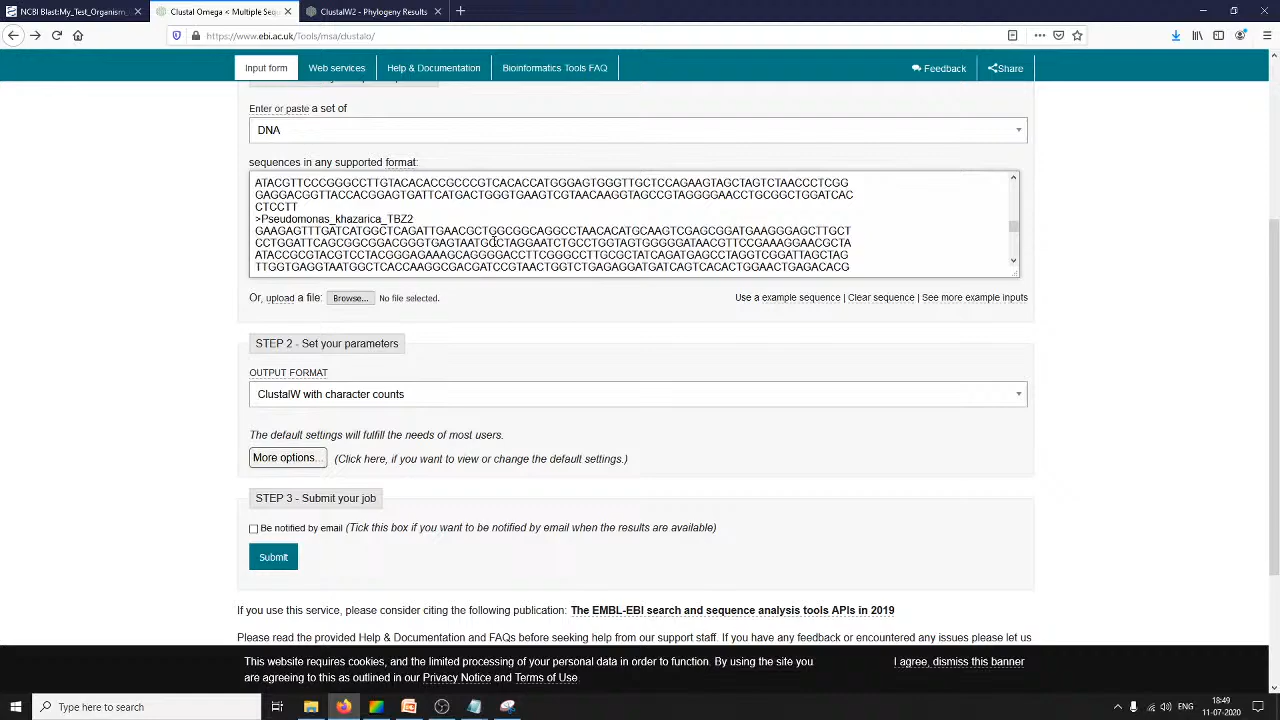 NCBI Blast:My_Test_Organism_
Clustal Omega < Multiple Seq
ClustalW2 - Phylogeny Results
https://www.ebi.ac.uk/Tools/msa/clustalo/
Input form
Web services
Help & Documentation
Bioinformatics Tools FAQ
Feedback
Share
Enter or paste a set of
DNA
sequences in any supported format:
ATACGTTCCCGGGCCTTGTACACACCGCCCGTCACACCATGGGAGTGGGTTGCTCCAGAAGTAGCTAGTCTAACCCTCGG
GAGGACGGTTACCACGGAGTGATTCATGACTGGGTGAAGTCGTAACAAGGTAGCCGTAGGGGAACCTGCGGCTGGATCAC
CTCCTT
>Pseudomonas_khazarica_TBZ2
GAAGAGTTTGATCATGGCTCAGATTGAACGCTGGCGGCAGGCCTAACACATGCAAGTCGAGCGGATGAAGGGAGCTTGCT
CCTGGATTCAGCGGCGGACGGGTGAGTAATGCCTAGGAATCTGCCTGGTAGTGGGGGATAACGTTCCGAAAGGAACGCTA
ATACCGCGTACGTCCTACGGGAGAAAGCAGGGGACCTTCGGGCCTTGCGCTATCAGATGAGCCTAGGTCGGATTAGCTAG
TTGGTGAGGTAATGGCTCACCAAGGCGACGATCCGTAACTGGTCTGAGAGGATGATCAGTCACACTGGAACTGAGACACG
Or, upload a file: Browse... No file selected.
Use a example sequence | Clear sequence | See more example inputs
STEP 2 - Set your parameters
OUTPUT FORMAT
ClustalW with character counts
The default settings will fulfill the needs of most users.
More options... (Click here, if you want to view or change the default settings.)
STEP 3 - Submit your job
Be notified by email (Tick this box if you want to be notified by email when the results are available)
Submit
If you use this service, please consider citing the following publication: The EMBL-EBI search and sequence analysis tools APIs in 2019
Please read the provided Help & Documentation and FAQs before seeking help from our support staff. If you have any feedback or encountered any issues please let us
This website requires cookies, and the limited processing of your personal data in order to function. By using the site you
are agreeing to this as outlined in our Privacy Notice and Terms of Use.
I agree, dismiss this banner
Type here to search
ENG
18:49
11-07-2020